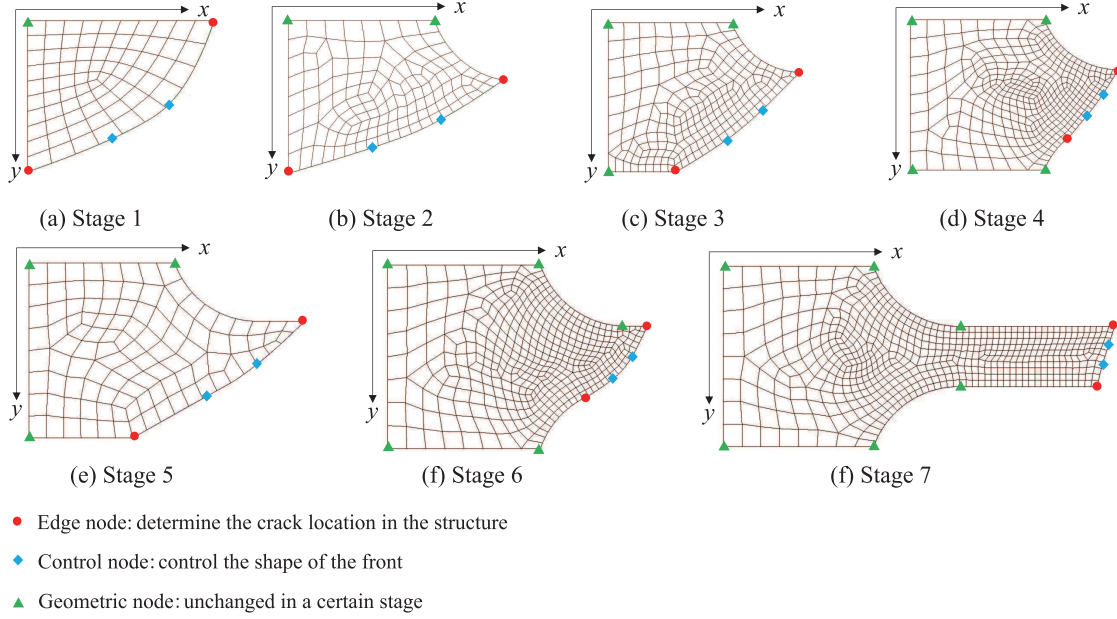 x
x
x
x
y
y
y
y
(a) Stage 1
(b) Stage 2
(c) Stage 3
(d) Stage 4
x
x
x
y
y
y
(e) Stage 5
(f) Stage 6
(f) Stage 7
Edge node: determine the crack location in the structure
Control node: control the shape of the front
Geometric node: unchanged in a certain stage